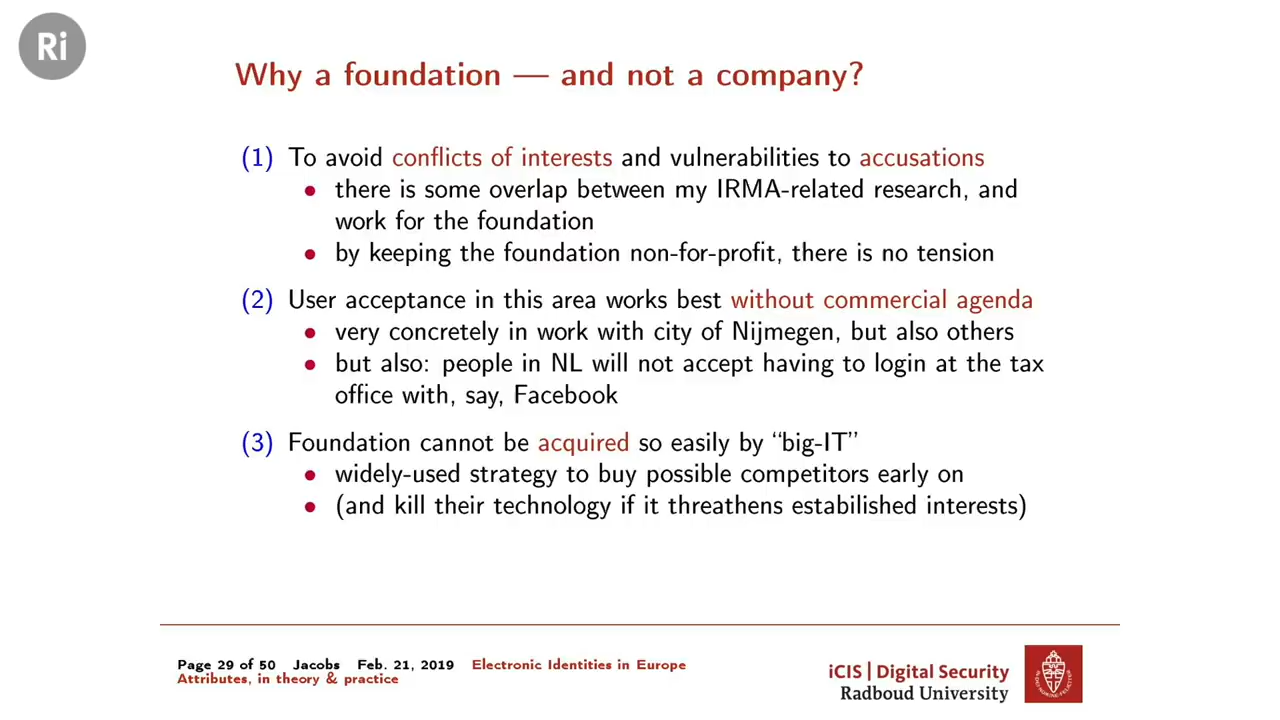 Ri
Why a foundation — and not a company?
(1) To avoid conflicts of interests and vulnerabilities to accusations
• there is some overlap between my IRMA-related research, and
work for the foundation
• by keeping the foundation non-for-profit, there is no tension
(2) User acceptance in this area works best without commercial agenda
• very concretely in work with city of Nijmegen, but also others
• but also: people in NL will not accept having to login at the tax
office with, say, Facebook
(3) Foundation cannot be acquired so easily by “big-IT”
• widely-used strategy to buy possible competitors early on
• (and kill their technology if it threathens estabilished interests)
Page 29 of 50 Jacobs Feb. 21, 2019 Electronic Identities in Europe
Attributes, in theory & practice
iCIS | Digital Security
Radboud University